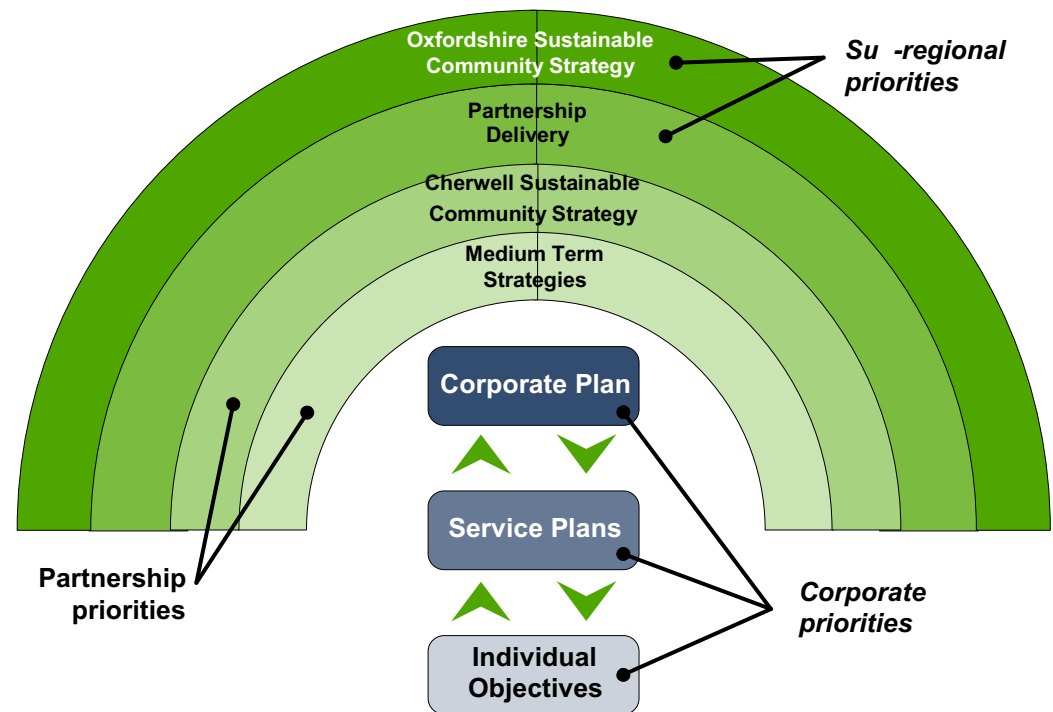 Oxfordshire Sustainable
Community Strategy
Su -regional
priorities
Partnership
Delivery
Cherwell Sustainable
Community Strategy
Medium Term
Strategies
Corporate Plan
Service Plans
Partnership
priorities
Corporate
priorities
Individual
Objectives